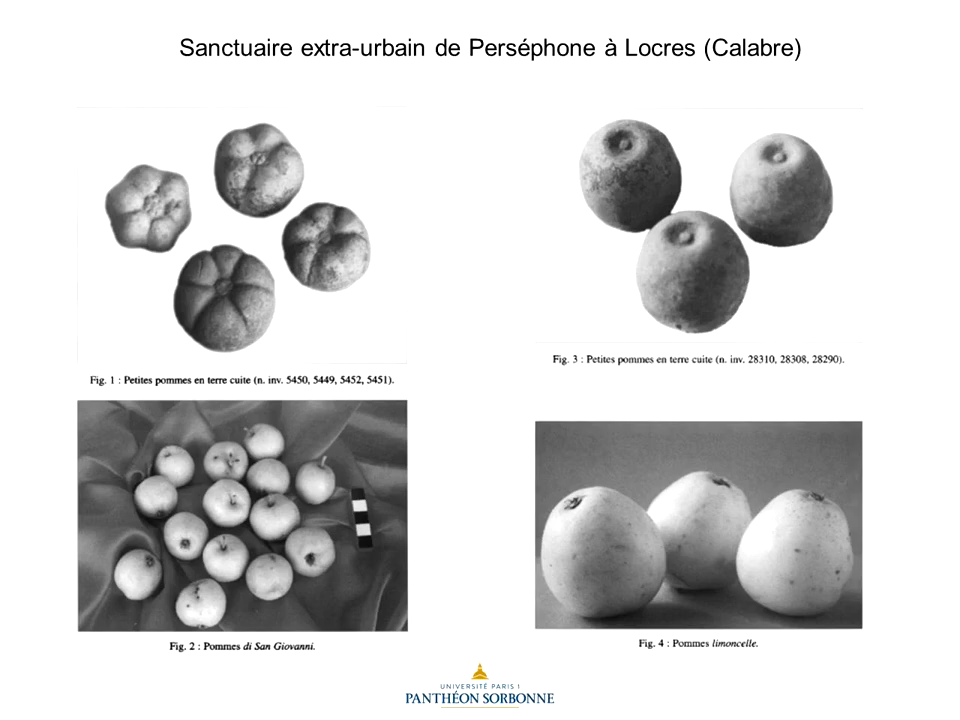 Sanctuaire extra-urbain de Perséphone à Locres (Calabre)
Fig. 1 : Petites pommes en terre cuite (n. inv. 5450, 5449, 5452, 5451).
Fig. 3 : Petites pommes en terre cuite (n. inv. 28310, 28308, 28290).
Fig. 2 : Pommes di San Giovanni.
Fig. 4 : Pommes limoncelle.
UNIVERSITÉ PARIS 1
PANTHÉON SORBONNE